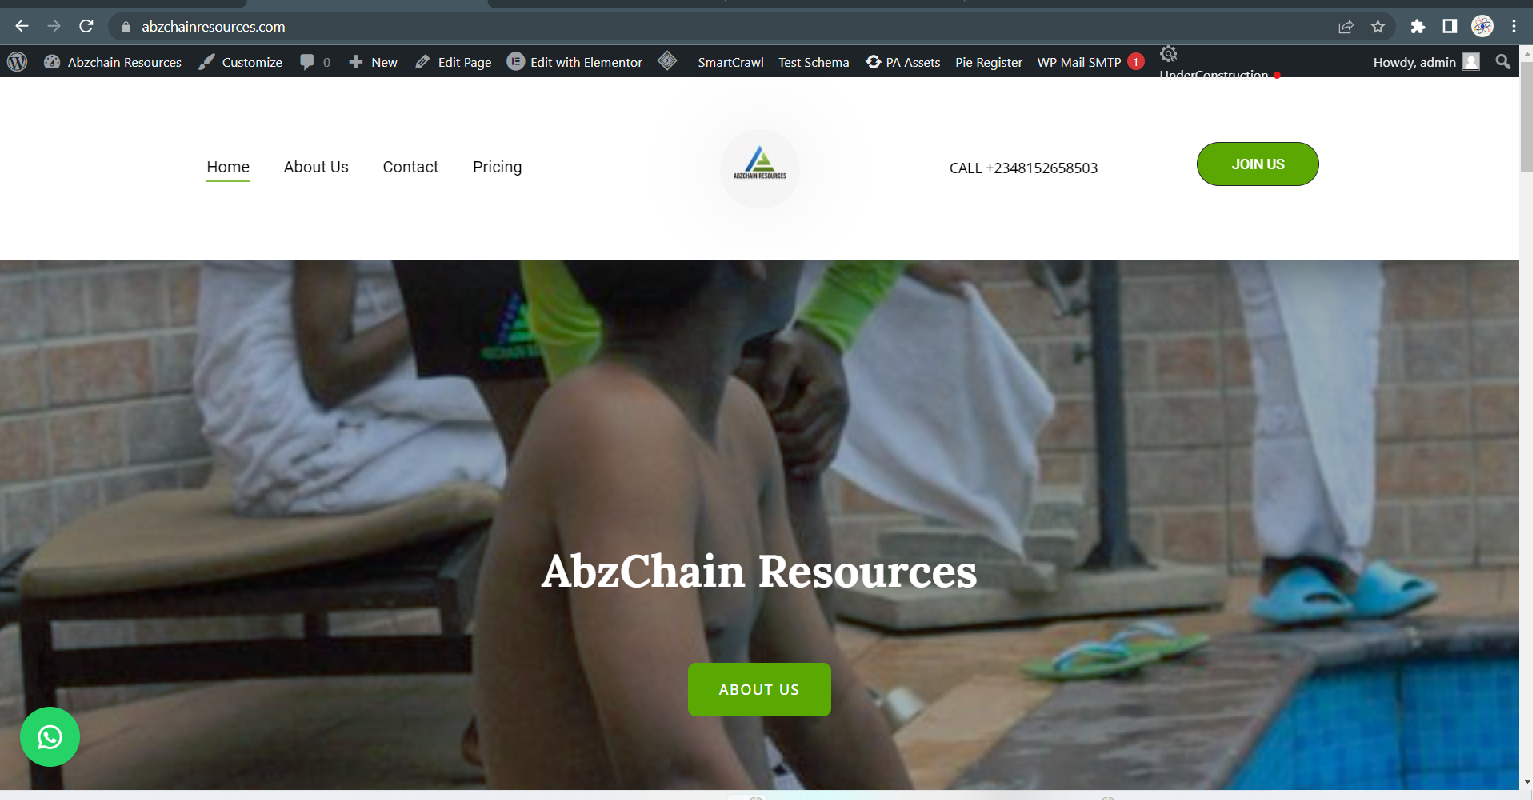 abzchainresources.com
Abzchain Resources Customize 0 New Edit Page Edit with Elementor SmartCrawl Test Schema PA Assets Pie Register WP Mail SMTP 1 UnderConstruction Howdy, admin
Home About Us Contact Pricing
ABZCHAIN RESOURCES
CALL +2348152658503
JOIN US
AbzChain Resources
ABOUT US